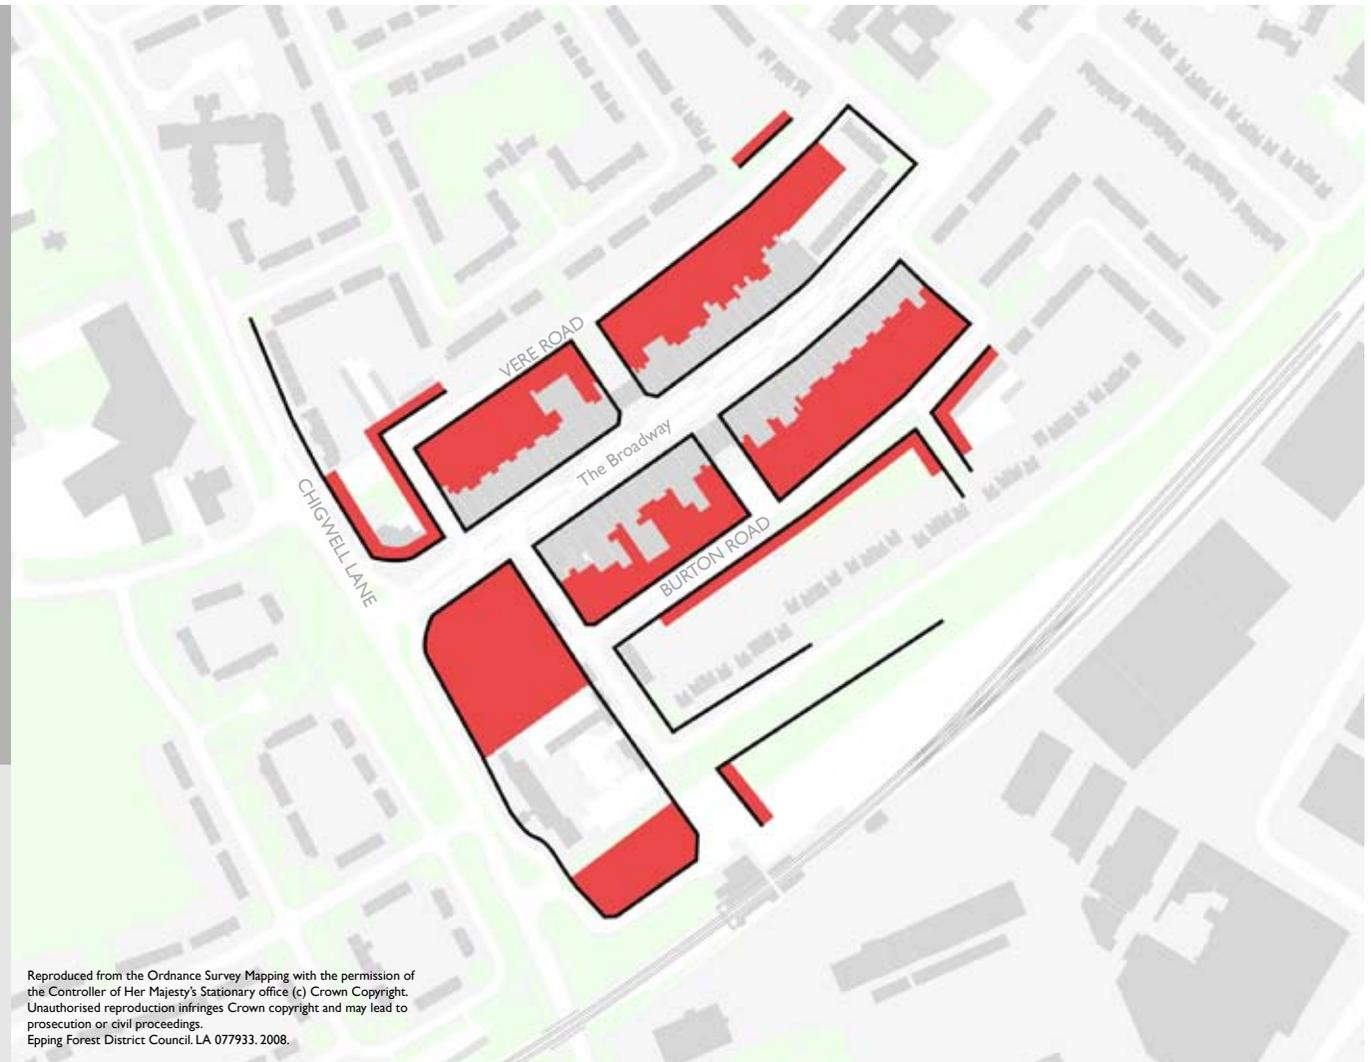 VERE ROAD
The Broadway
CHIGWELL LANE
BURTON ROAD
Reproduced from the Ordnance Survey Mapping with the permission of
the Controller of Her Majesty's Stationary office (c) Crown Copyright.
Unauthorised reproduction infringes Crown copyright and may lead to
prosecution or civil proceedings.
Epping Forest District Council. LA 077933. 2008.